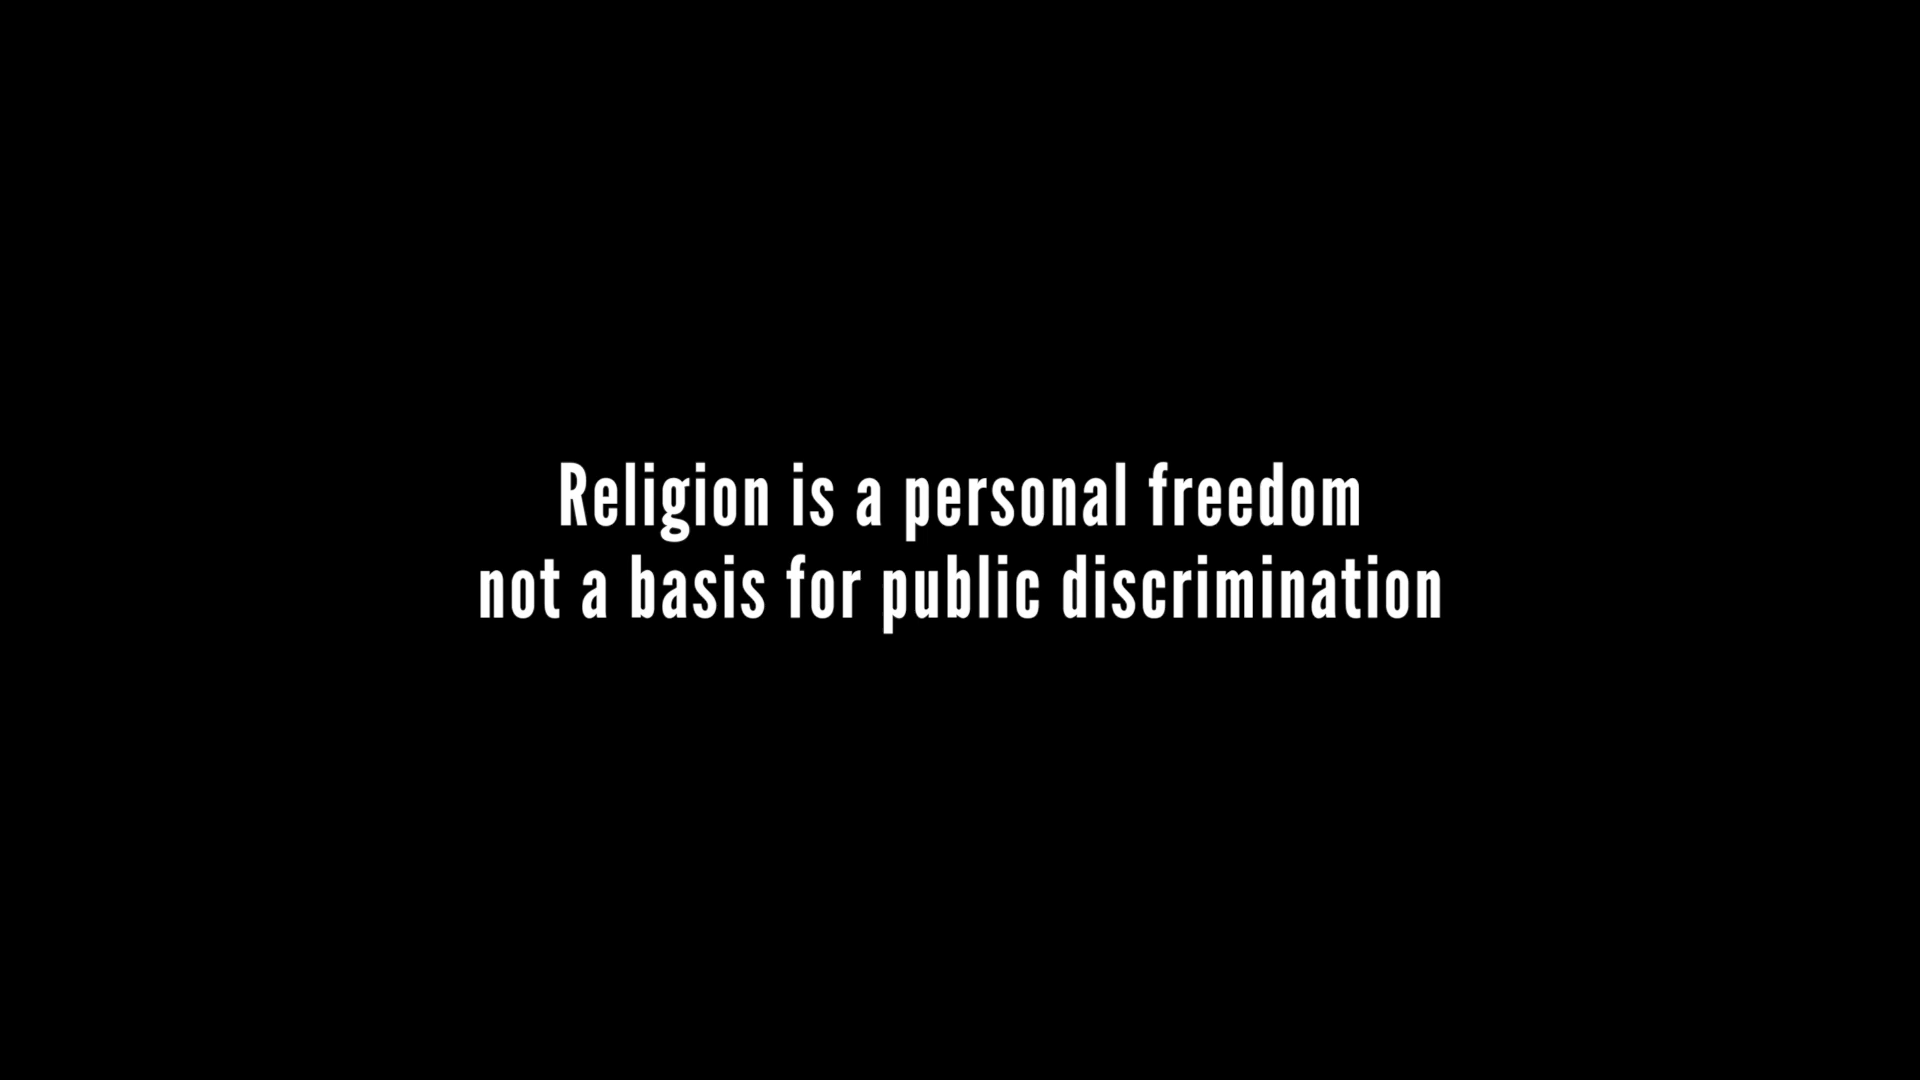 Religion is a personal freedom
not a basis for public discrimination